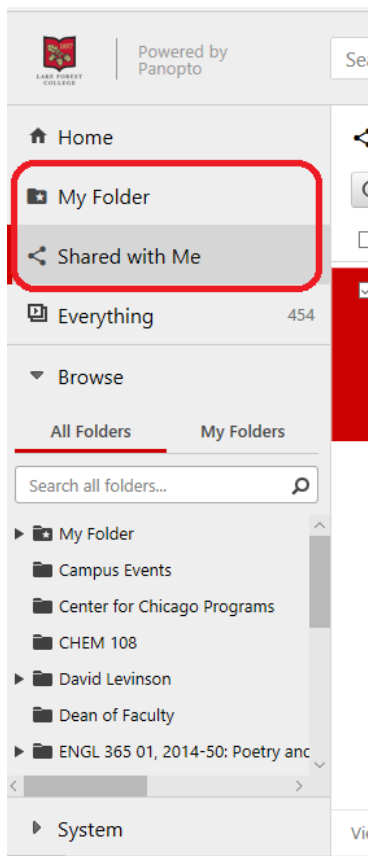 LAKE FOREST
COLLEGE
Powered by
Panopto
Home
My Folder
Shared with Me
Everything 454
Browse
All Folders My Folders
Search all folders...
My Folder
Campus Events
Center for Chicago Programs
CHEM 108
David Levinson
Dean of Faculty
ENGL 365 01, 2014-50: Poetry and
System